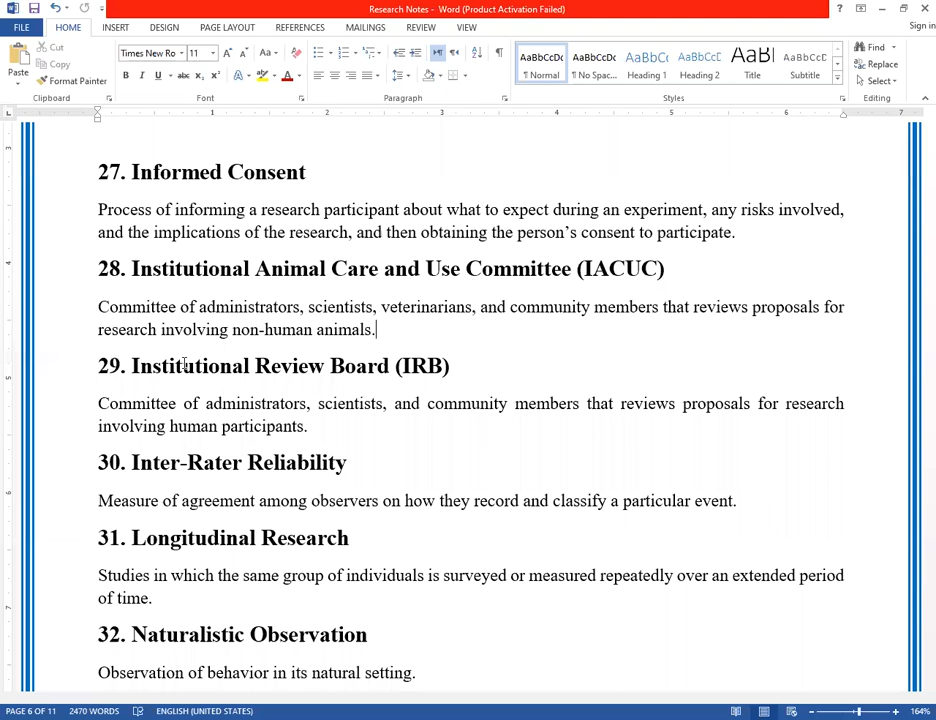 Research Notes - Word (Product Activation Failed)
Sign in
FILE HOME INSERT DESIGN PAGE LAYOUT REFERENCES MAILINGS REVIEW VIEW
Paste
Cut
Copy
Format Painter
Times New Ro 11
AaBbCcDc AaBbCcDc AaBbCc AaBbCc AaBl AaBbCcC
¶ Normal ¶ No Spac... Heading 1 Heading 2 Title Subtitle
Find
Replace
Select
Clipboard Font Paragraph Styles Editing
1 2 3 4 5 6 7
27. Informed Consent
Process of informing a research participant about what to expect during an experiment, any risks involved,
and the implications of the research, and then obtaining the person’s consent to participate.
28. Institutional Animal Care and Use Committee (IACUC)
Committee of administrators, scientists, veterinarians, and community members that reviews proposals for
research involving non-human animals.
29. Institutional Review Board (IRB)
Committee of administrators, scientists, and community members that reviews proposals for research
involving human participants.
30. Inter-Rater Reliability
Measure of agreement among observers on how they record and classify a particular event.
31. Longitudinal Research
Studies in which the same group of individuals is surveyed or measured repeatedly over an extended period
of time.
32. Naturalistic Observation
Observation of behavior in its natural setting.
PAGE 6 OF 11 2470 WORDS ENGLISH (UNITED STATES) 164%